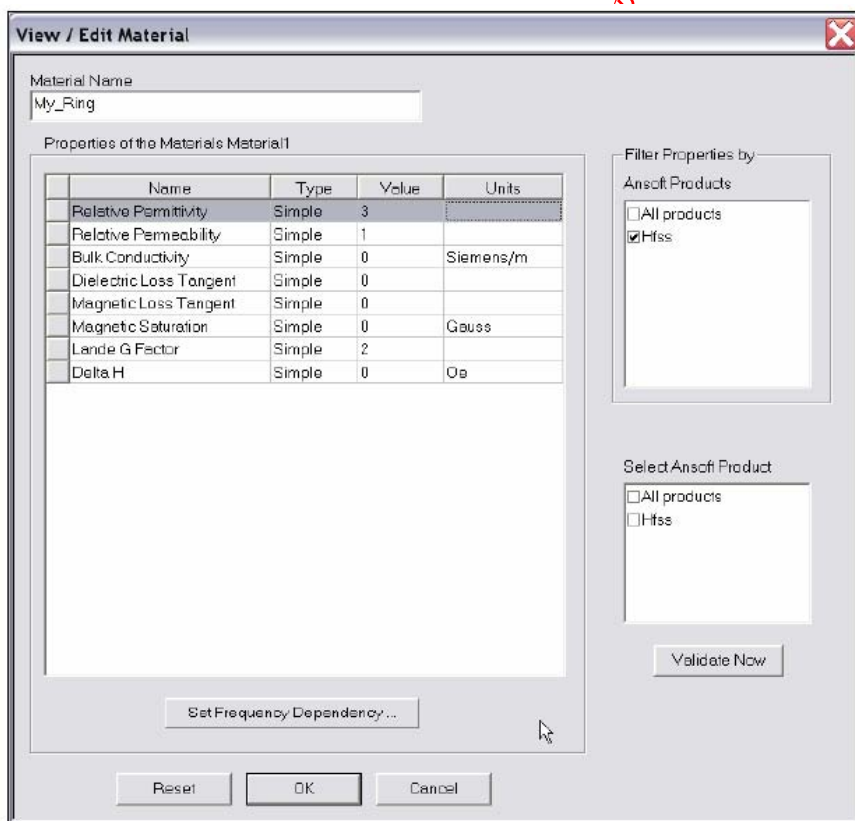 View / Edit Material
Material Name
My_Ring
Properties of the Materials Material1
Name Type Value Units
Relative Permittivity Simple 3
Relative Permeability Simple 1
Bulk Conductivity Simple 0 Siemens/m
Dielectric Loss Tangent Simple 0
Magnetic Loss Tangent Simple 0
Magnetic Saturation Simple 0 Gauss
Lande G Factor Simple 2
Delta H Simple 0 Oe
Set Frequency Dependency ...
Reset OK Cancel
Filter Properties by
Ansoft Products
All products
Hfss
Select Ansoft Product
All products
Hfss
Validate Now